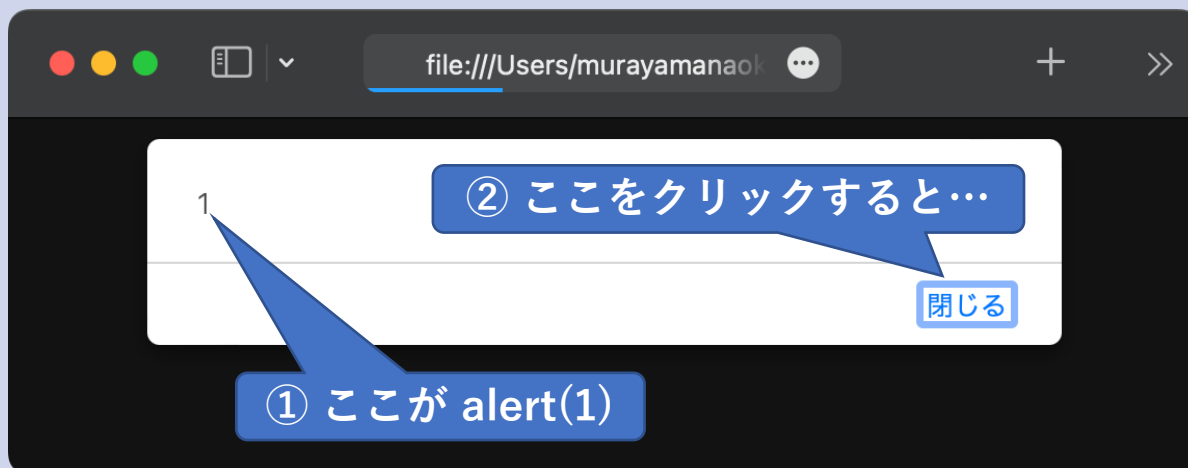 file:///Users/murayamanaok
1
② ここをクリックすると…
閉じる
① ここが alert(1)